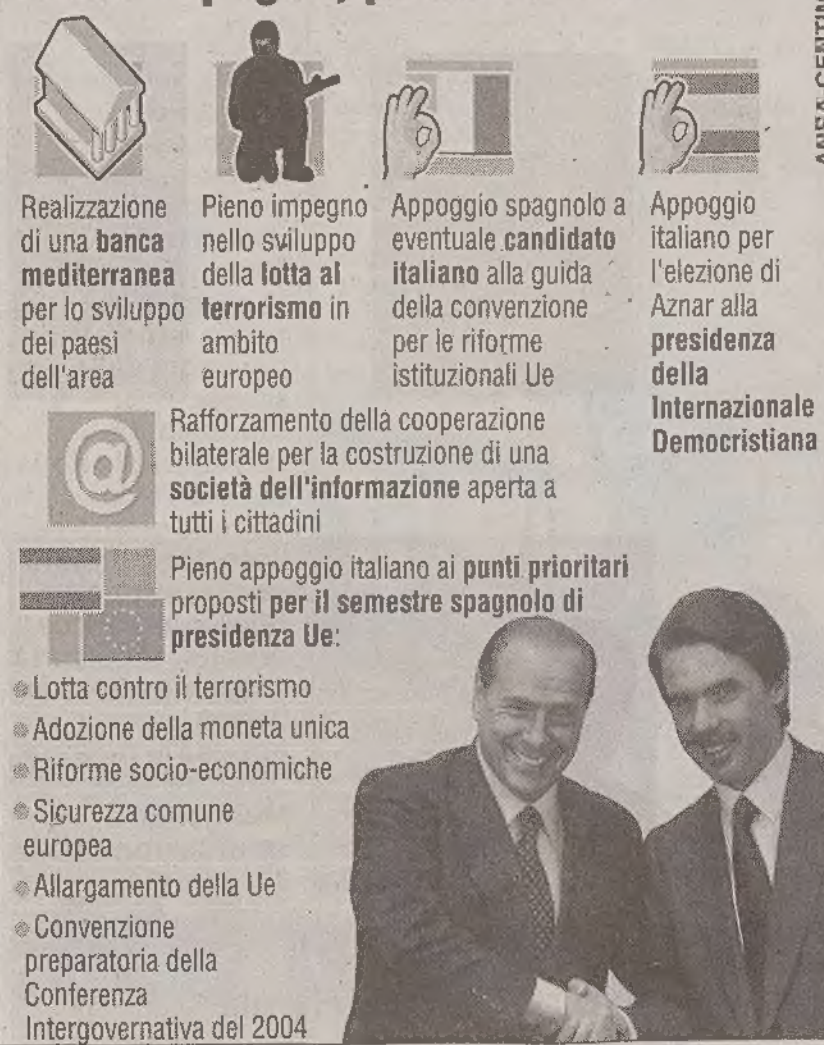 Realizzazione
di una banca
mediterranea
per lo sviluppo
dei paesi
dell'area
Pieno impegno
nello sviluppo
della lotta al
terrorismo in
ambito
europeo
Appoggio spagnolo a
eventuale candidato
italiano alla guida
della convenzione
per le riforme
istituzionali Ue
Appoggio
italiano per
l'elezione di
Aznar alla
presidenza
della
Internazionale
Democristiana
@
Rafforzamento della cooperazione
bilaterale per la costruzione di una
società dell'informazione aperta a
tutti i cittadini
Pieno appoggio italiano ai punti prioritari
proposti per il semestre spagnolo di
presidenza Ue:
Lotta contro il terrorismo
Adozione della moneta unica
Riforme socio-economiche
Sicurezza comune
europea
Allargamento della Ue
Convenzione
preparatoria della
Conferenza
Intergovernativa del 2004